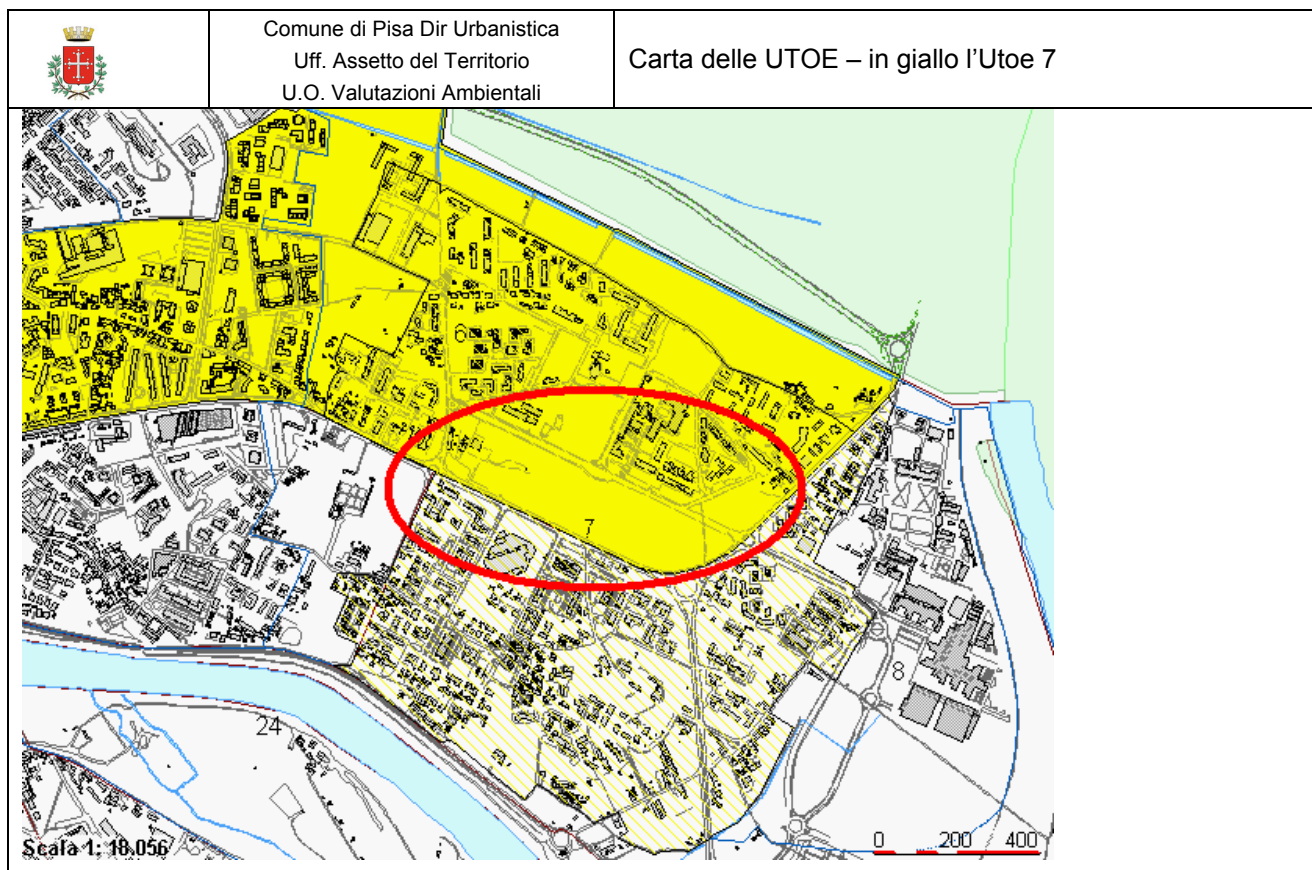 Comune di Pisa Dir Urbanistica
Uff. Assetto del Territorio
U.O. Valutazioni Ambientali
Carta delle UTOE – in giallo l’Utoe 7
7
8
24
Scala 1: 18.056
0 200 400